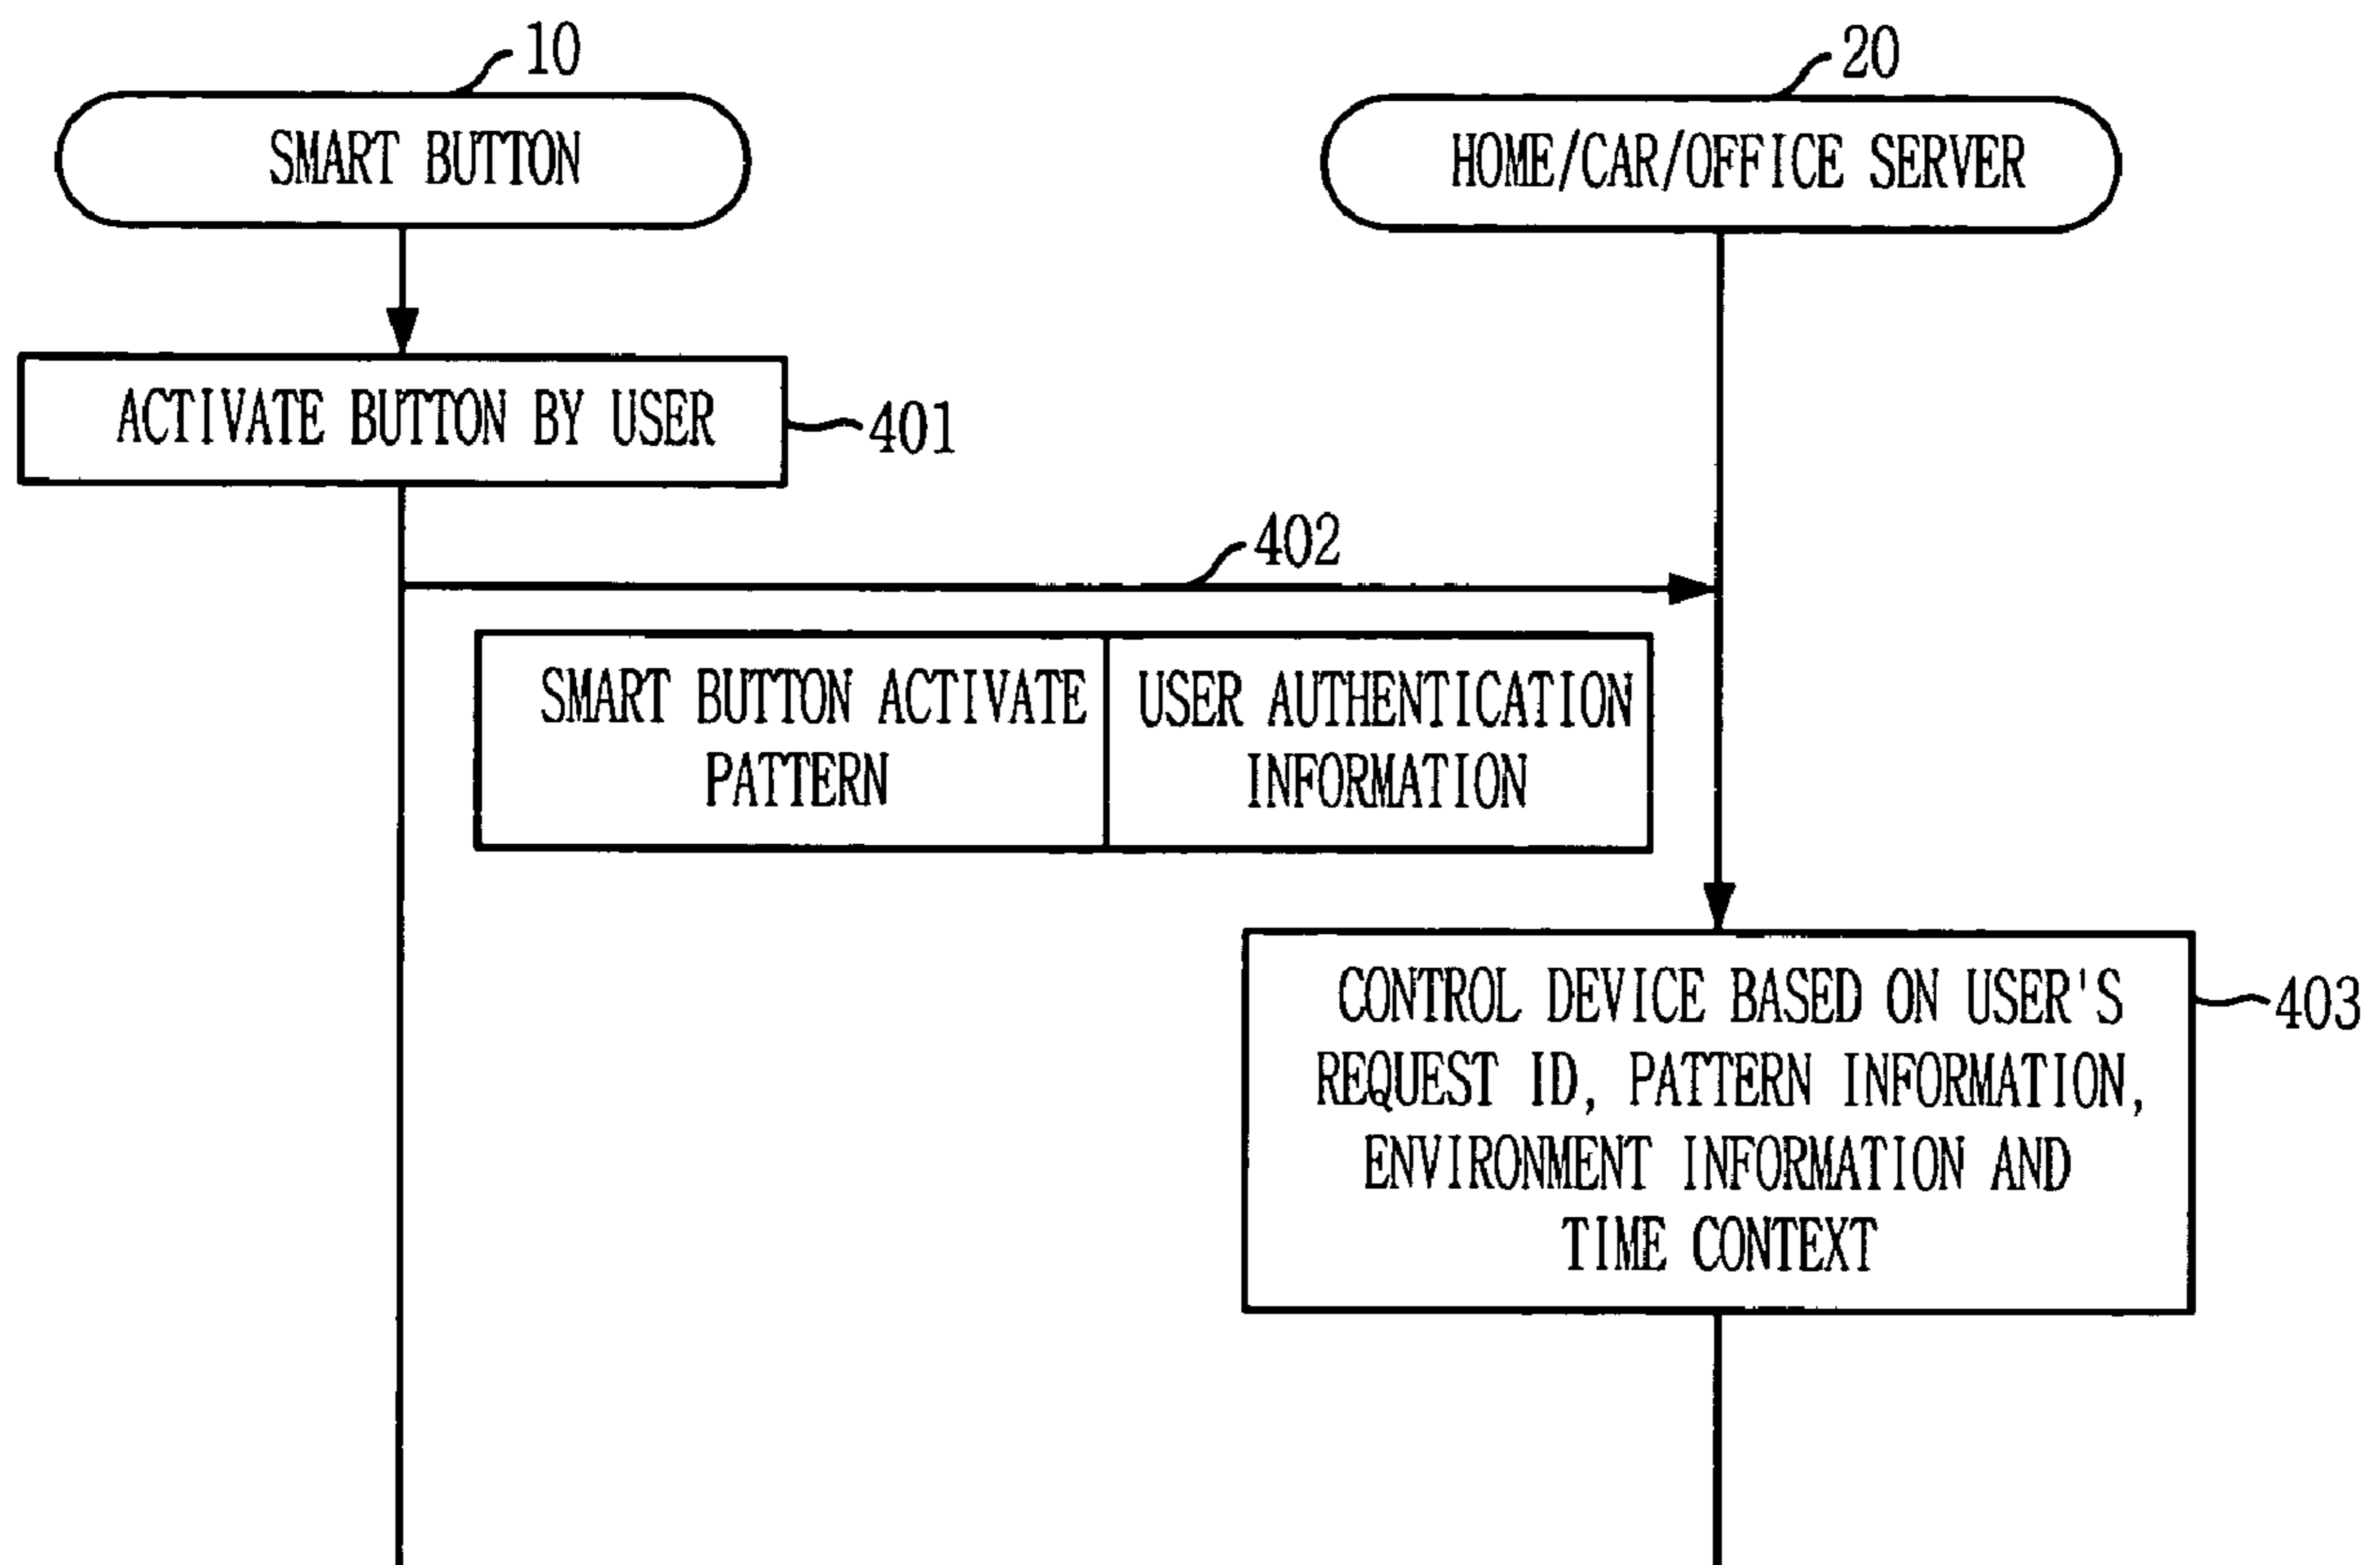 10
SMART BUTTON
20
HOME/CAR/OFFICE SERVER
ACTIVATE BUTTON BY USER
401
402
SMART BUTTON ACTIVATE
PATTERN
USER AUTHENTICATION
INFORMATION
CONTROL DEVICE BASED ON USER'S
REQUEST ID, PATTERN INFORMATION,
ENVIRONMENT INFORMATION AND
TIME CONTEXT
403